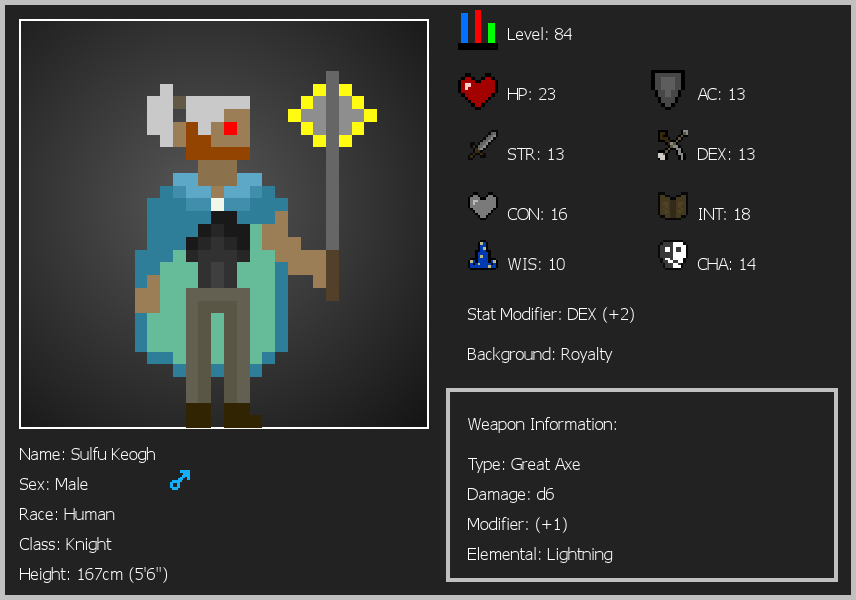 Level: 84
HP: 23
AC: 13
STR: 13
DEX: 13
CON: 16
INT: 18
WIS: 10
CHA: 14
Stat Modifier: DEX (+2)
Background: Royalty
Weapon Information:
Type: Great Axe
Damage: d6
Modifier: (+1)
Elemental: Lightning
Name: Sulfu Keogh
Sex: Male
Race: Human
Class: Knight
Height: 167cm (5'6")